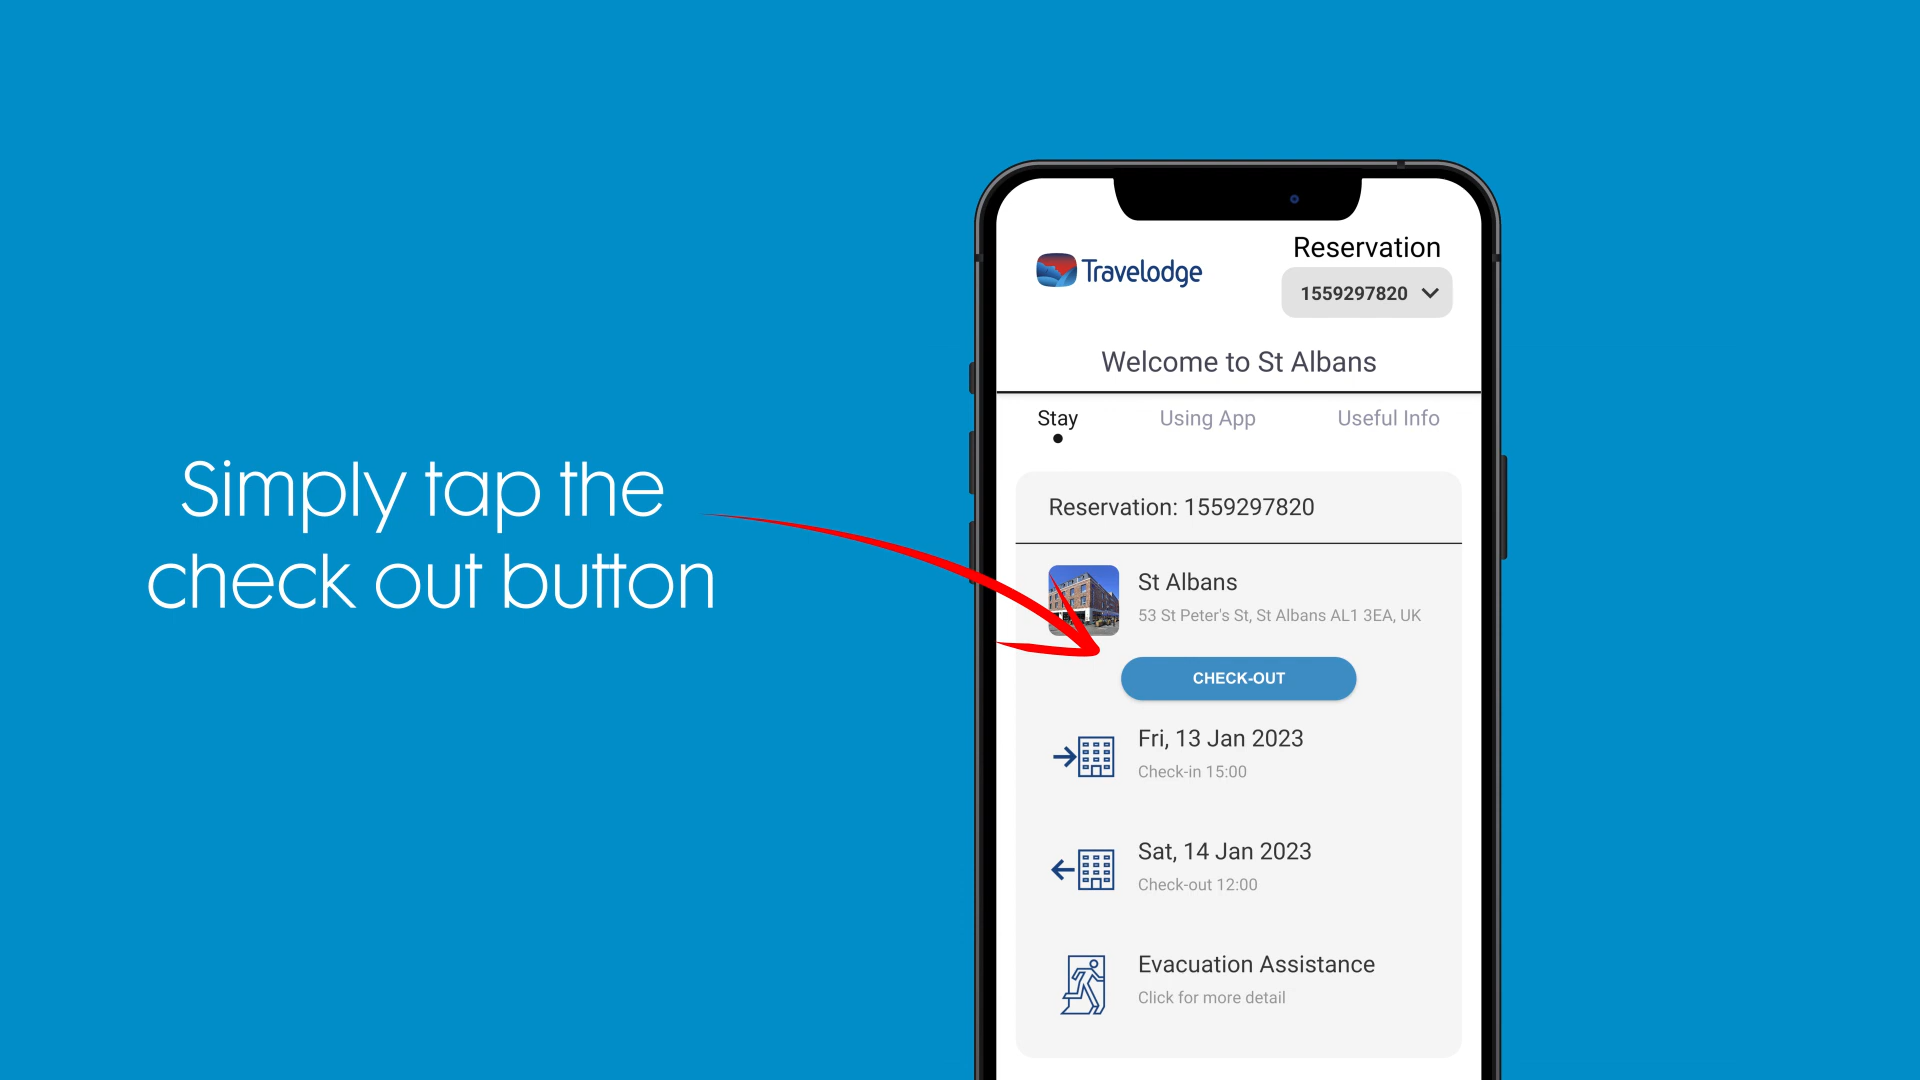 Simply tap the
check out button
Travelodge
Reservation
1559297820
Welcome to St Albans
Stay
Using App
Useful Info
Reservation: 1559297820
St Albans
53 St Peter's St, St Albans AL1 3EA, UK
CHECK-OUT
Fri, 13 Jan 2023
Check-in 15:00
Sat, 14 Jan 2023
Check-out 12:00
Evacuation Assistance
Click for more detail